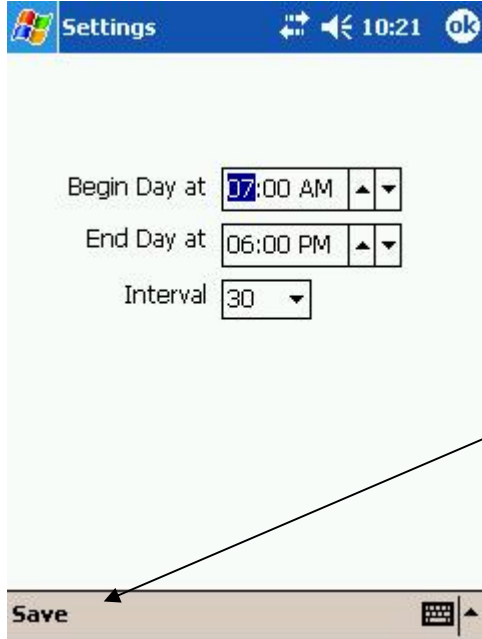 Settings 10:21 ok
Begin Day at 07:00 AM
End Day at 06:00 PM
Interval 30
Save